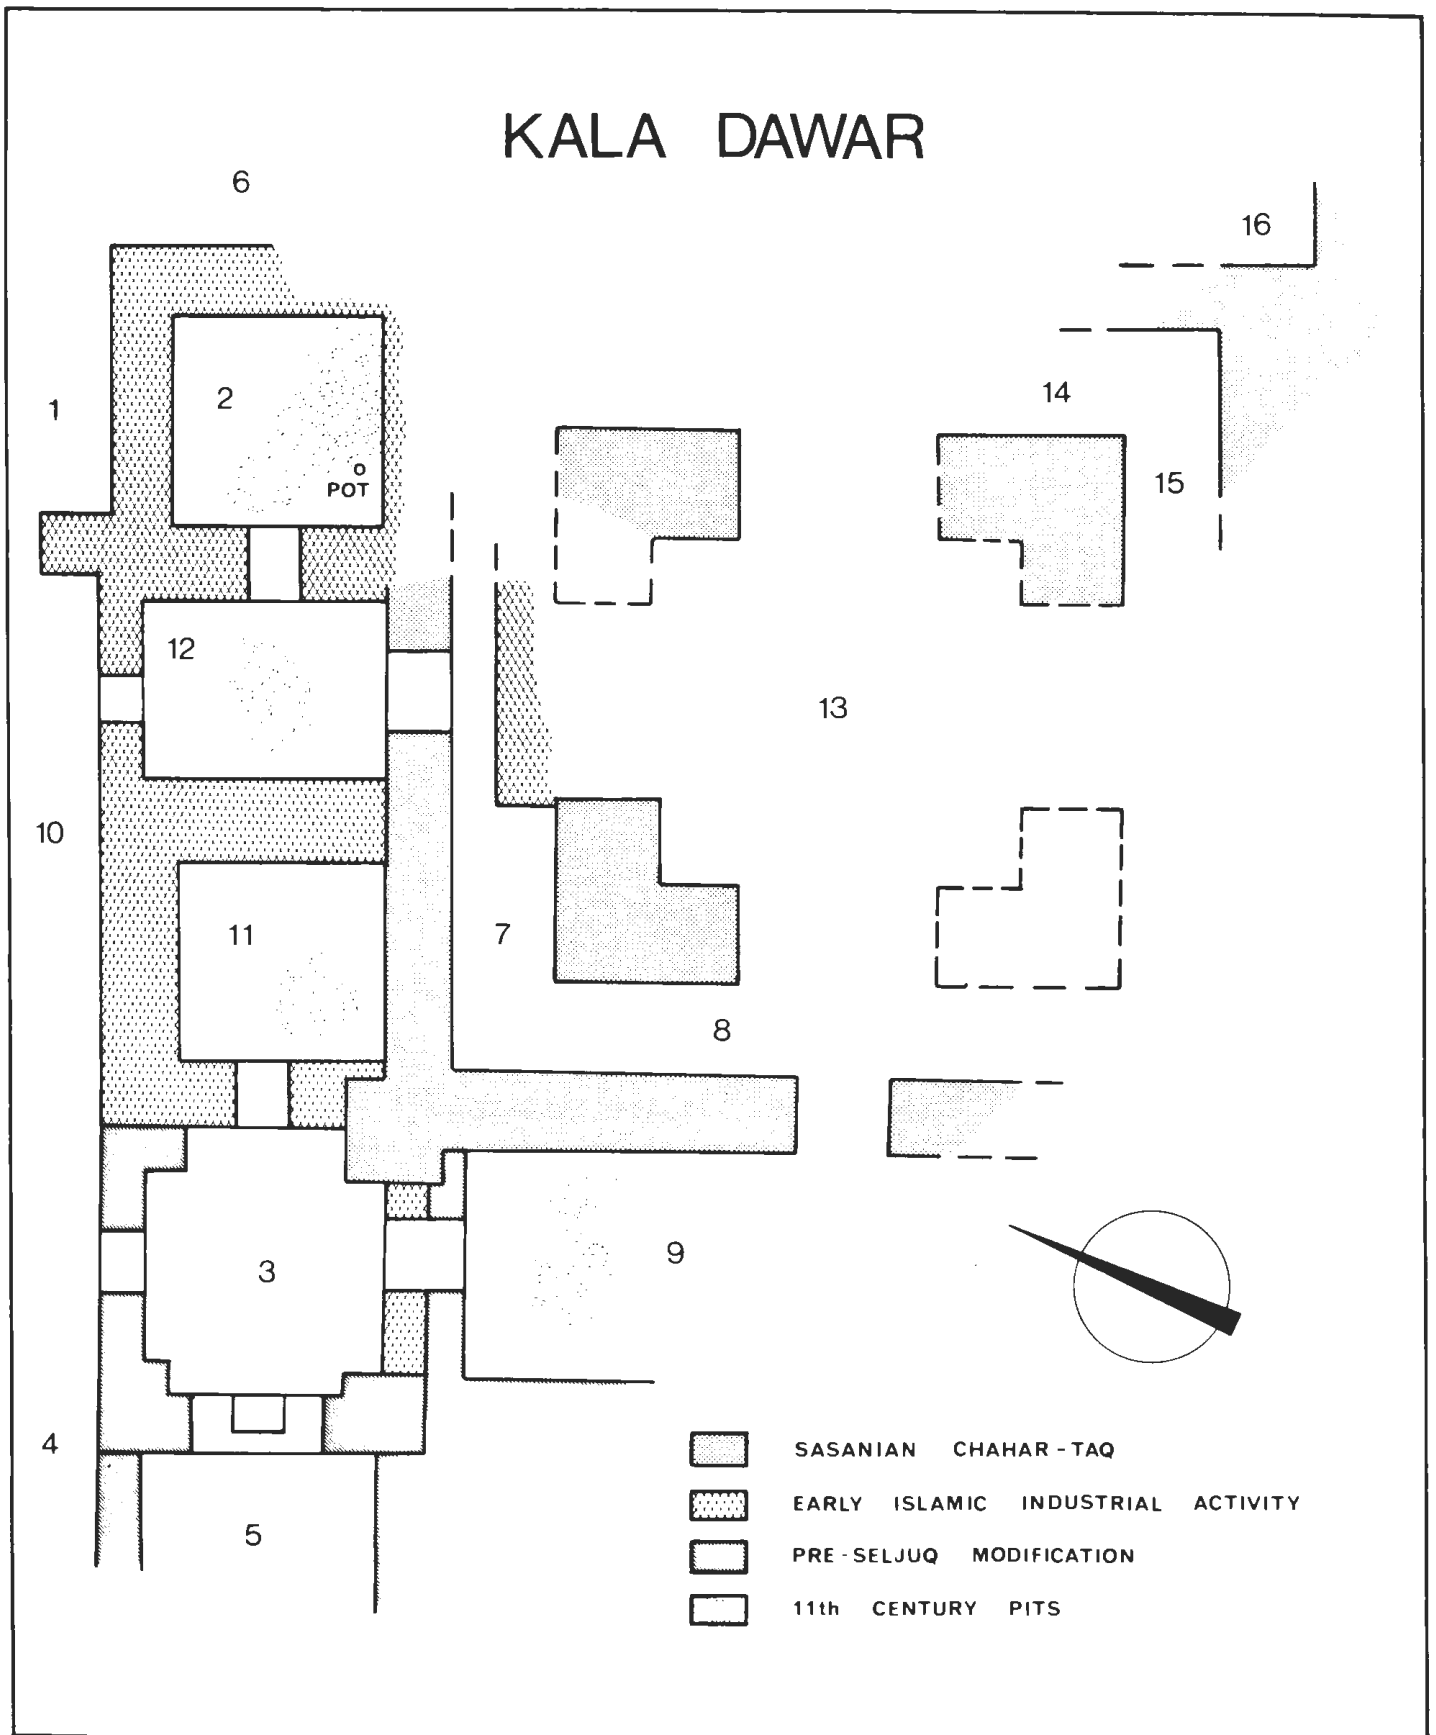 KALA DAWAR
6
16
1
2
14
15
POT
12
13
10
11
7
8
3
9
4
5
SASANIAN CHAHAR-TAQ
EARLY ISLAMIC INDUSTRIAL ACTIVITY
PRE-SELJUQ MODIFICATION
11th CENTURY PITS